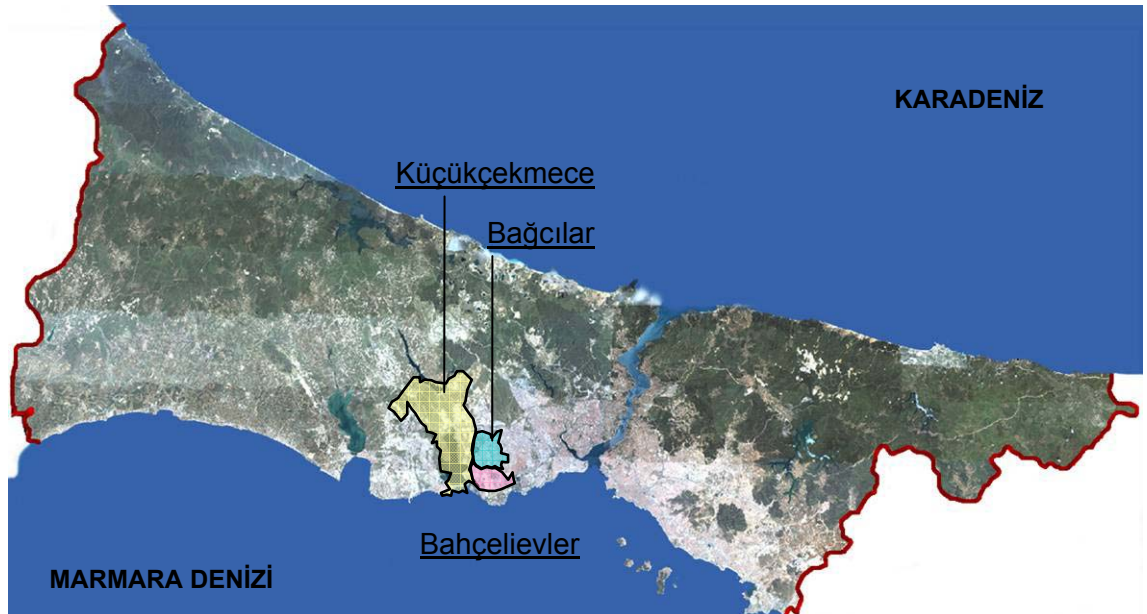 KARADENİZ
Küçükçekmece
Bağcılar
Bahçelievler
MARMARA DENİZİ